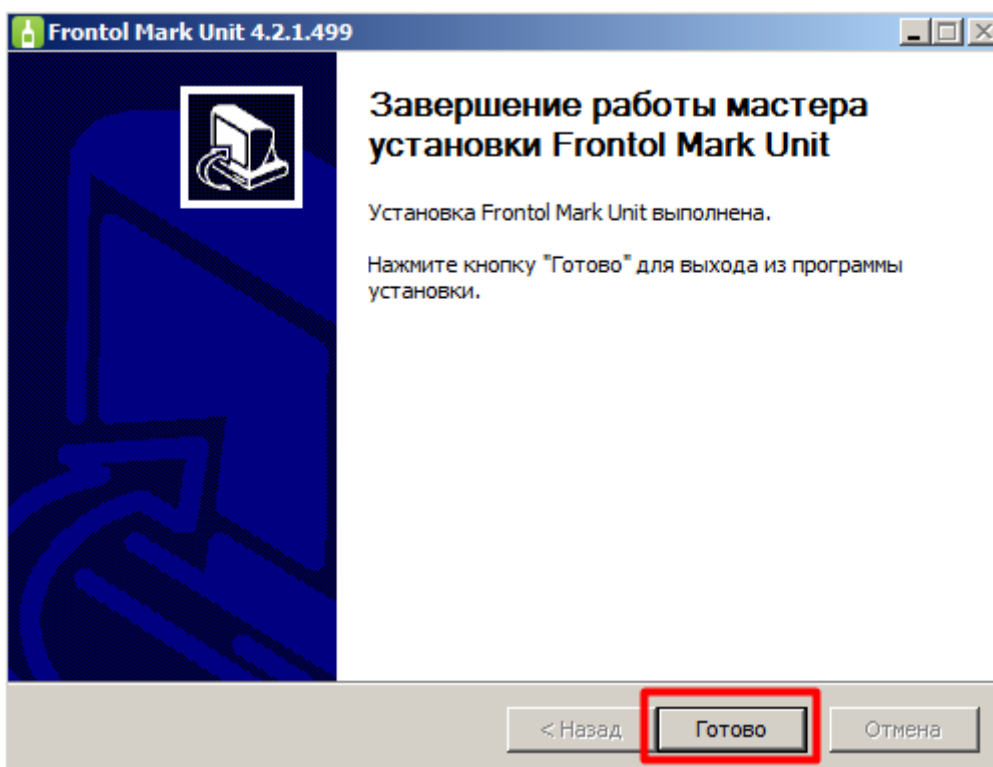 Frontol Mark Unit 4.2.1.499
Завершение работы мастера
установки Frontol Mark Unit
Установка Frontol Mark Unit выполнена.
Нажмите кнопку "Готово" для выхода из программы
установки.
< Назад
Готово
Отмена